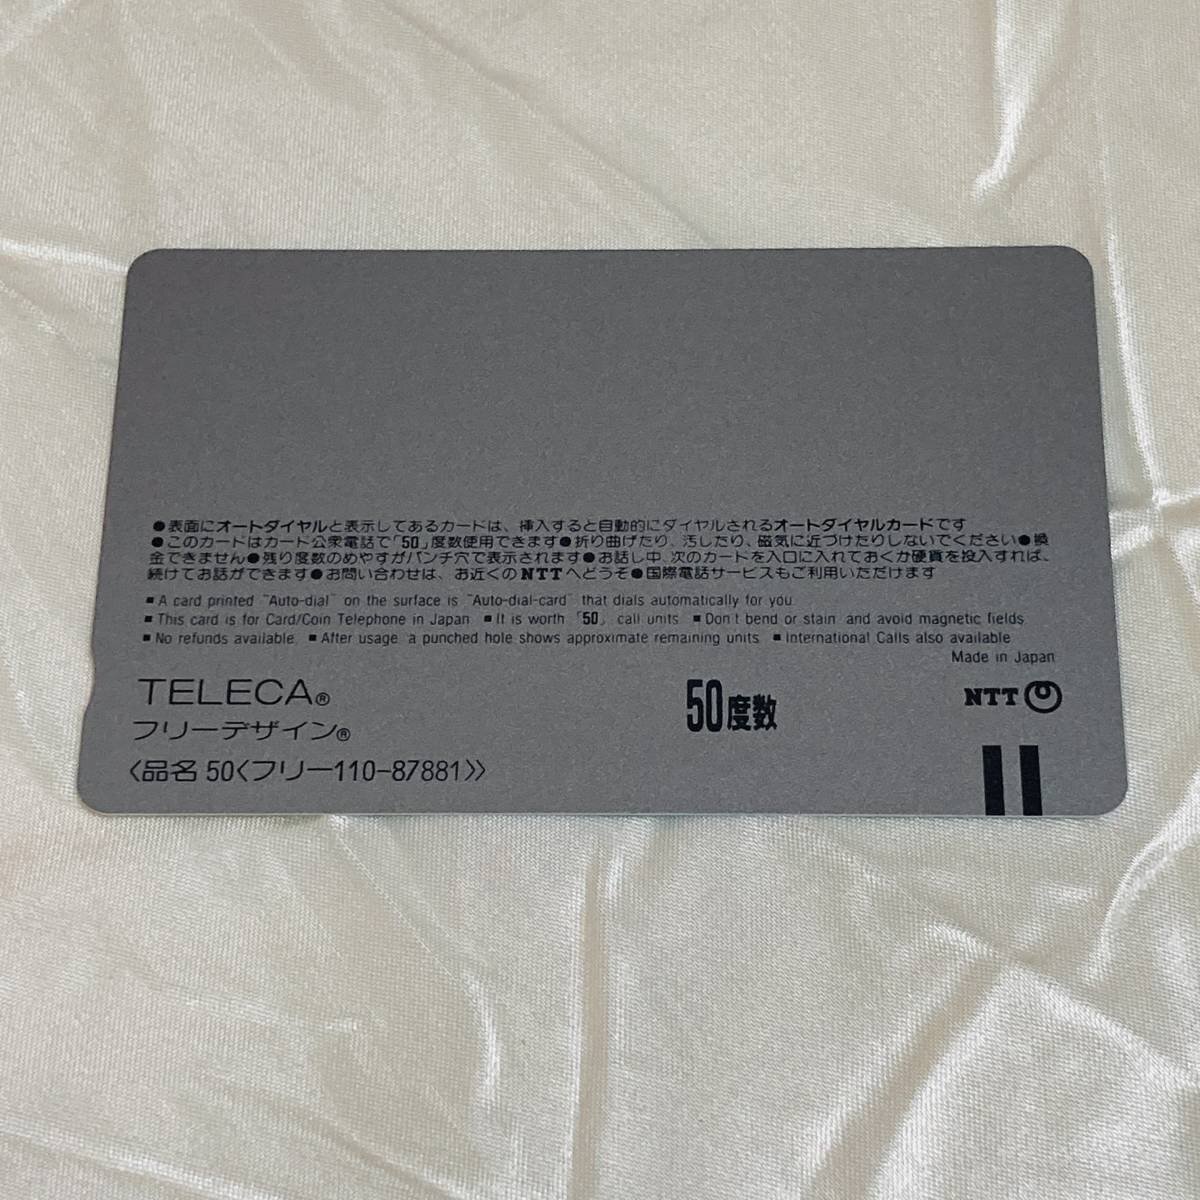 ●表面にオートダイヤルと表示してあるカードは、挿入すると自動的にダイヤルされるオートダイヤルカードです
●このカードはカード公衆電話で「50」度数使用できます●折り曲げたり、汚したり、磁気に近づけたりしないでください●換
金できません●残り度数のめやすがパンチ穴で表示されます●お話し中、次のカードを入口に入れておくか硬貨を投入すれば、
続けてお話ができます●お問い合わせは、お近くのNTTへどうぞ●国際電話サービスもご利用いただけます
■ A card printed "Auto-dial" on the surface is "Auto-dial-card" that dials automatically for you.
■ This card is for Card/Coin Telephone in Japan. ■ It is worth「50」call units. ■ Don't bend or stain and avoid magnetic fields.
■ No refunds available. ■ After usage a punched hole shows approximate remaining units. ■ International Calls also available.
Made in Japan
TELECA®
フリーデザイン®
〈品名 50〈フリー110-87881〉〉
50度数
NTT